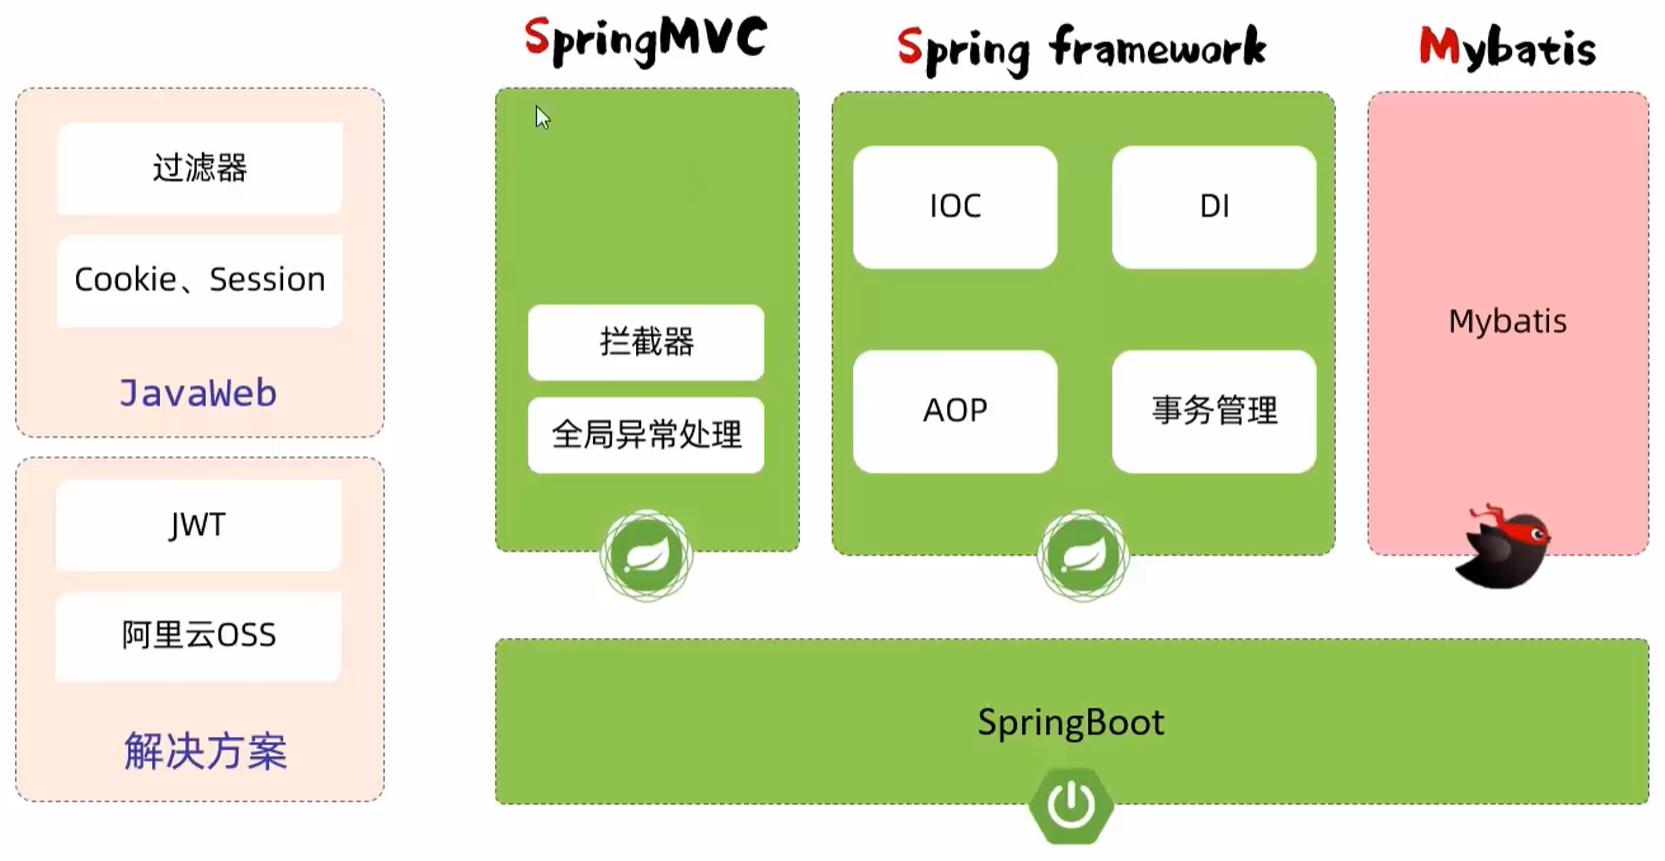 过滤器
Cookie、Session
JavaWeb
JWT
阿里云OSS
解决方案
SpringMVC
拦截器
全局异常处理
Spring framework
IOC
DI
AOP
事务管理
Mybatis
Mybatis
SpringBoot